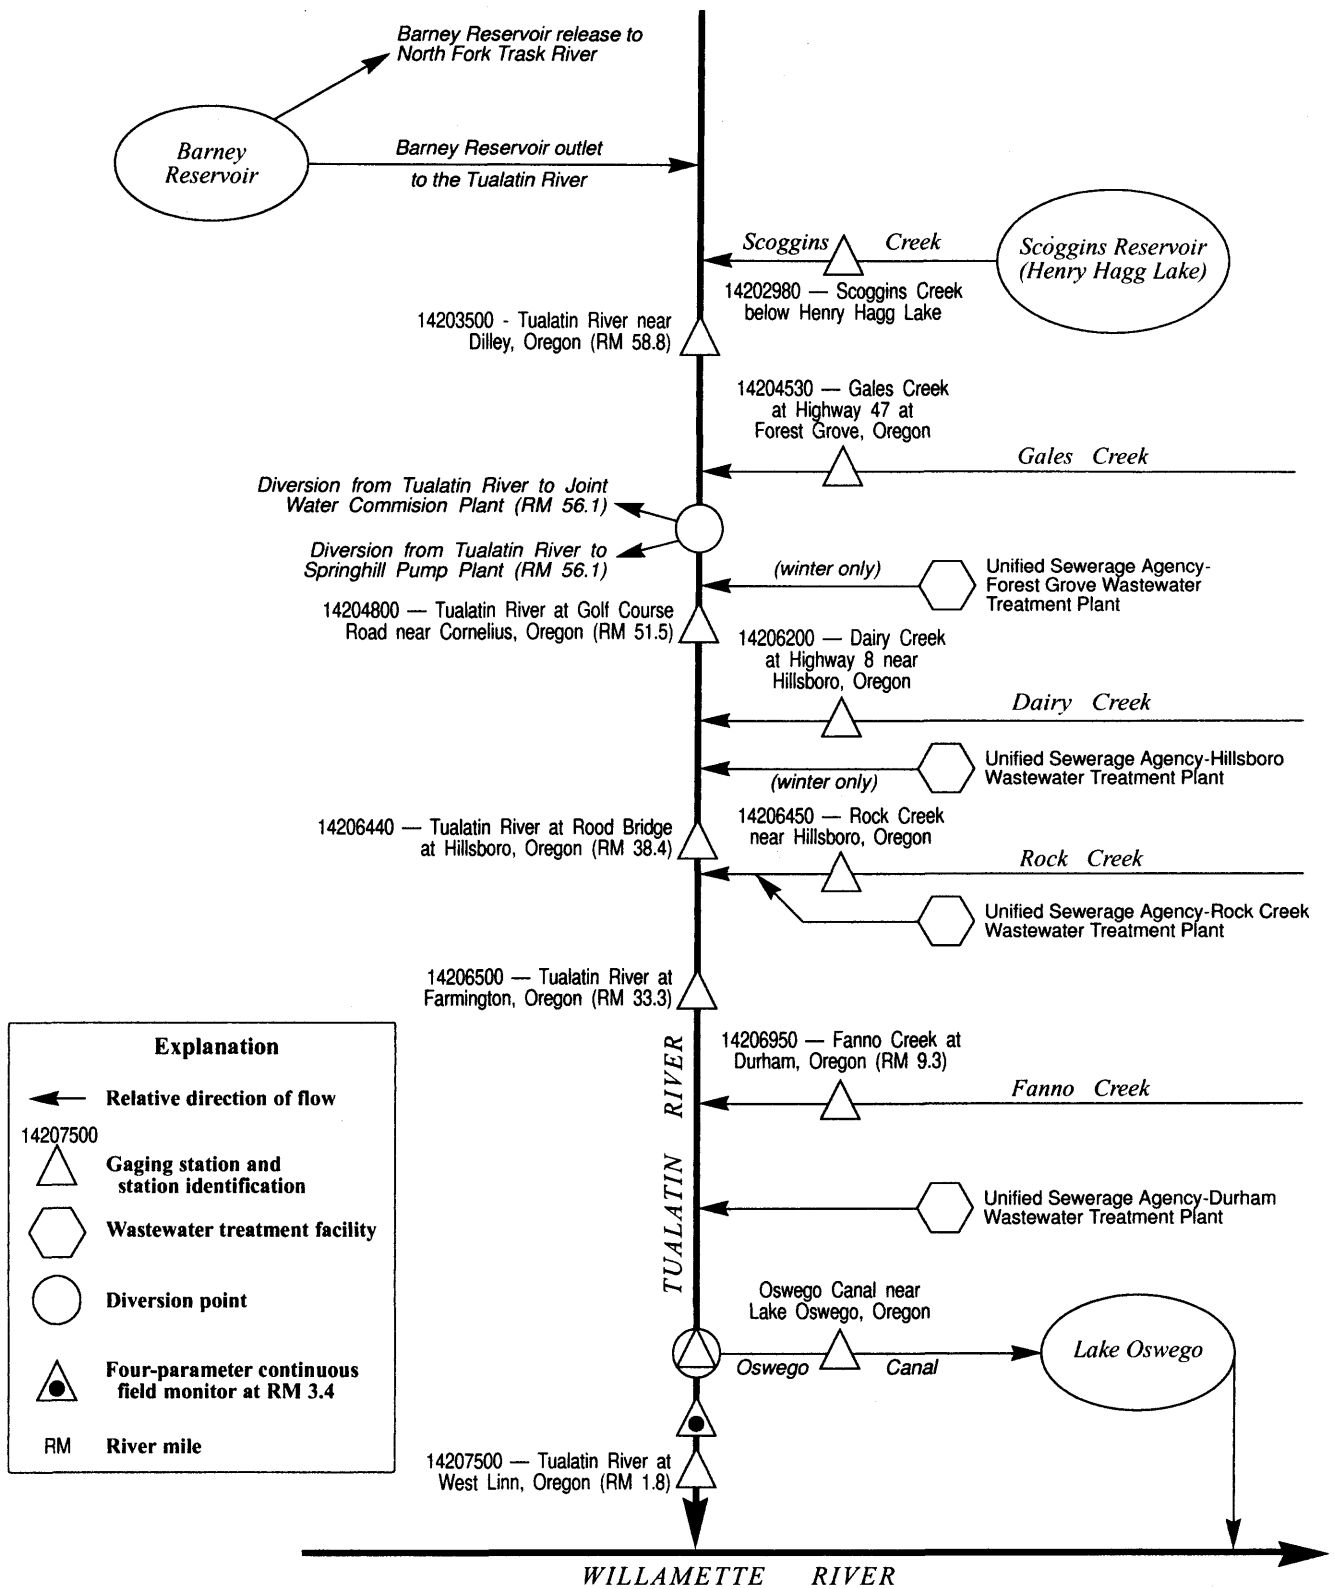 Barney Reservoir release to
North Fork Trask River
Barney
Reservoir
Barney Reservoir outlet
to the Tualatin River
Scoggins Creek
Scoggins Reservoir
(Henry Hagg Lake)
14202980 — Scoggins Creek
below Henry Hagg Lake
14203500 - Tualatin River near
Dilley, Oregon (RM 58.8)
14204530 — Gales Creek
at Highway 47 at
Forest Grove, Oregon
Gales Creek
Diversion from Tualatin River to Joint
Water Commision Plant (RM 56.1)
Diversion from Tualatin River to
Springhill Pump Plant (RM 56.1)
(winter only)
Unified Sewerage Agency-
Forest Grove Wastewater
Treatment Plant
14204800 — Tualatin River at Golf Course
Road near Cornelius, Oregon (RM 51.5)
14206200 — Dairy Creek
at Highway 8 near
Hillsboro, Oregon
Dairy Creek
Unified Sewerage Agency-Hillsboro
Wastewater Treatment Plant
(winter only)
14206440 — Tualatin River at Rood Bridge
at Hillsboro, Oregon (RM 38.4)
14206450 — Rock Creek
near Hillsboro, Oregon
Rock Creek
Unified Sewerage Agency-Rock Creek
Wastewater Treatment Plant
14206500 — Tualatin River at
Farmington, Oregon (RM 33.3)
14206950 — Fanno Creek at
Durham, Oregon (RM 9.3)
Fanno Creek
TUALATIN RIVER
Unified Sewerage Agency-Durham
Wastewater Treatment Plant
Oswego Canal near
Lake Oswego, Oregon
Oswego Canal
Lake Oswego
14207500 — Tualatin River at
West Linn, Oregon (RM 1.8)
WILLAMETTE RIVER
Explanation
Relative direction of flow
14207500
Gaging station and
station identification
Wastewater treatment facility
Diversion point
Four-parameter continuous
field monitor at RM 3.4
RM River mile